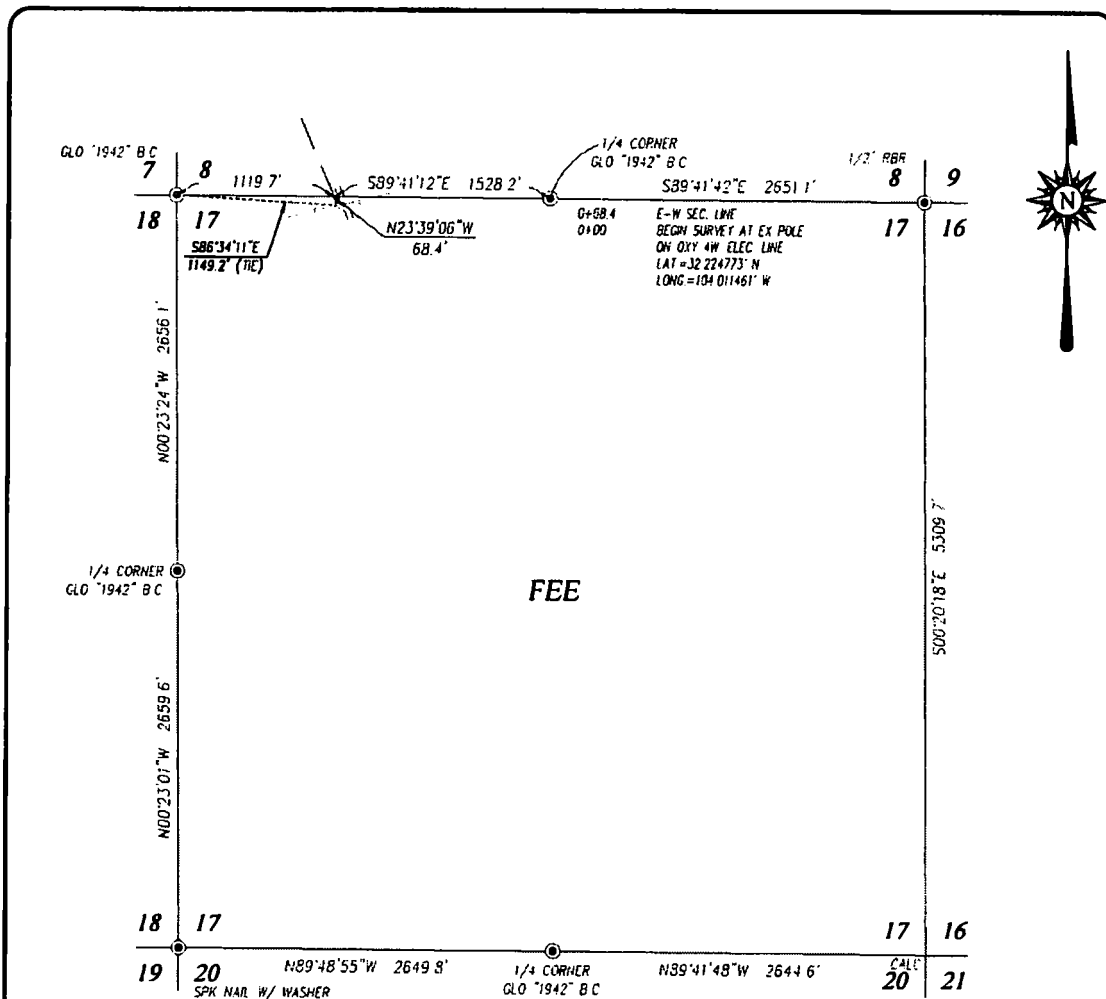 GLO "1942" B C
7 8
18 17
1119.7'
S89°41'12"E 1528.2'
1/4 CORNER
GLO "1942" B C
S89°41'42"E 2651.1'
1/2" RBR
8 9
17 16
N
S86°34'11"E
1149.2' (TIE)
N23°39'06"W
68.4'
0+68.4 E-W SEC. LINE
0+00 BEGIN SURVEY AT EX POLE
ON OXY 4W ELEC LINE
LAT.=32.224773° N
LONG.=104.011461° W
N00°23'24"W 2656.1'
1/4 CORNER
GLO "1942" B C
FEE
S00°20'18"E 5309.7'
N00°23'01"W 2659.6'
18 17
19 20
SPK NAIL W/ WASHER
N89°48'55"W 2649.8'
1/4 CORNER
GLO "1942" B C
N89°41'48"W 2644.6'
17 16
CALC
20 21